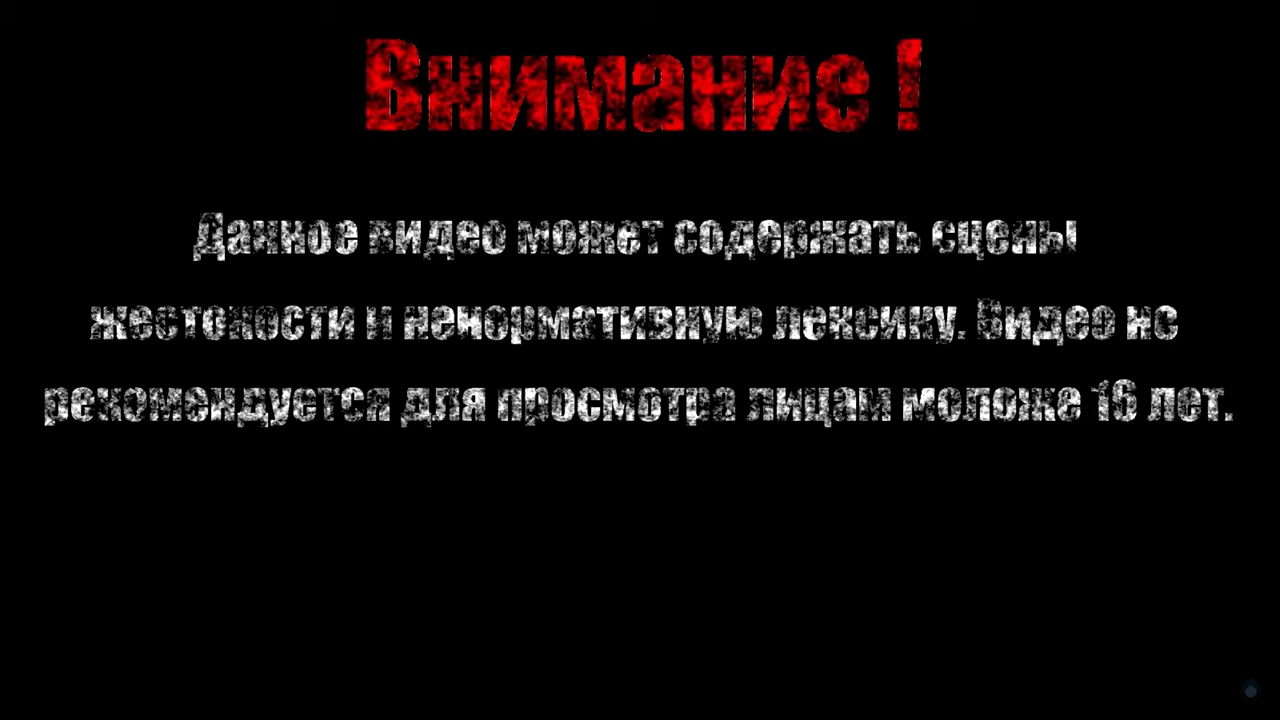 Внимание !
Данное видео может содержать сцены
жестокости и ненормативную лексику. Видео не
рекомендуется для просмотра лицам моложе 16 лет.